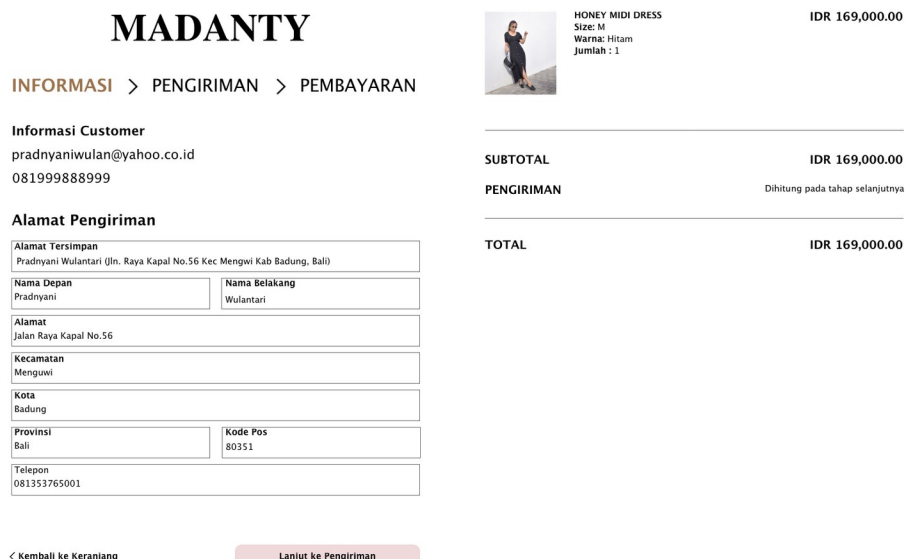 MADANTY
INFORMASI > PENGIRIMAN > PEMBAYARAN
Informasi Customer
pradnyaniwulan@yahoo.co.id
081999888999
Alamat Pengiriman
Alamat Tersimpan
Pradnyani Wulantari (Jln. Raya Kapal No.56 Kec Mengwi Kab Badung, Bali)
Nama Depan
Pradnyani
Nama Belakang
Wulantari
Alamat
Jalan Raya Kapal No.56
Kecamatan
Menguwi
Kota
Badung
Provinsi
Bali
Kode Pos
80351
Telepon
081353765001
< Kembali ke Keranjang
Lanjut ke Pengiriman
HONEY MIDI DRESS
Size: M
Warna: Hitam
Jumlah : 1
IDR 169,000.00
SUBTOTAL IDR 169,000.00
PENGIRIMAN Dihitung pada tahap selanjutnya
TOTAL IDR 169,000.00